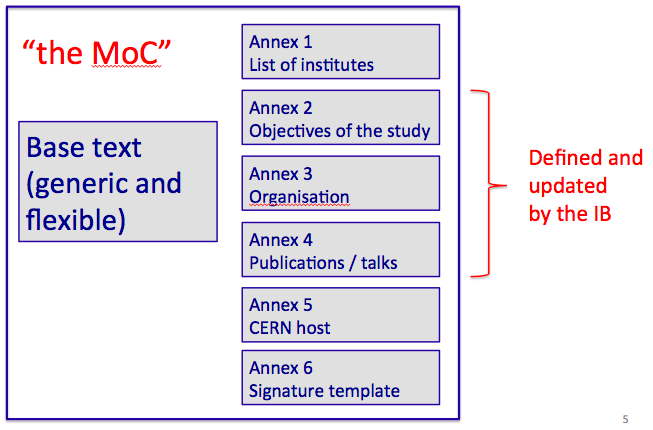 “the MoC”
Base text
(generic and
flexible)
Annex 1
List of institutes
Annex 2
Objectives of the study
Annex 3
Organisation
Annex 4
Publications / talks
Annex 5
CERN host
Annex 6
Signature template
Defined and
updated
by the IB
5